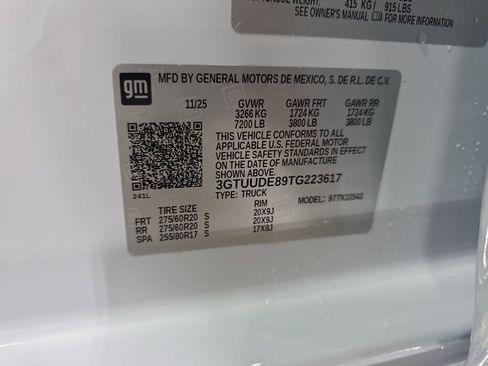 415 KG / 915 LBS
SEE OWNER'S MANUAL FOR MORE INFORMATION
gm
MFD BY GENERAL MOTORS DE MEXICO, S. DE R.L. DE C.V.
11/25 GVWR GAWR FRT GAWR RR
3266 KG 1724 KG 1724 KG
7200 LB 3800 LB 3800 LB
THIS VEHICLE CONFORMS TO ALL
APPLICABLE U.S. FEDERAL MOTOR
VEHICLE SAFETY STANDARDS IN EFFECT
ON THE DATE OF MANUFACTURE
SHOWN ABOVE.
3GTUUDE89TG223617
TYPE: TRUCK MODEL: 97TK10543
241L
TIRE SIZE RIM
FRT 275/60R20 S 20X9J
RR 275/60R20 S 20X9J
SPA 255/80R17 S 17X8J